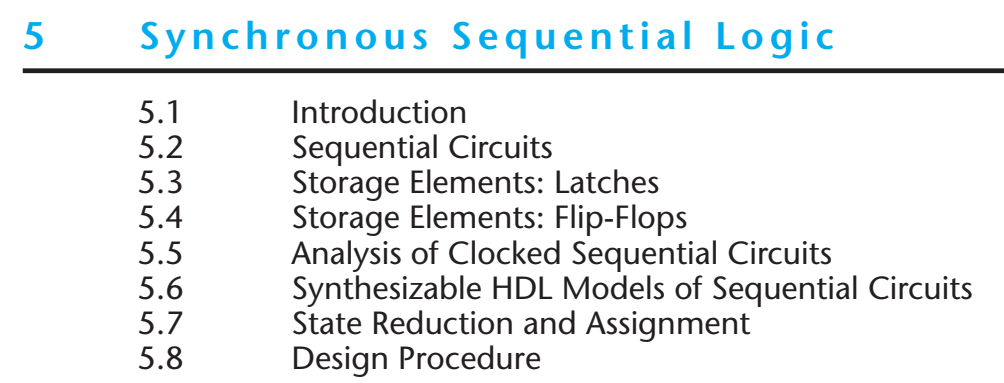 5 Synchronous Sequential Logic
5.1 Introduction
5.2 Sequential Circuits
5.3 Storage Elements: Latches
5.4 Storage Elements: Flip-Flops
5.5 Analysis of Clocked Sequential Circuits
5.6 Synthesizable HDL Models of Sequential Circuits
5.7 State Reduction and Assignment
5.8 Design Procedure